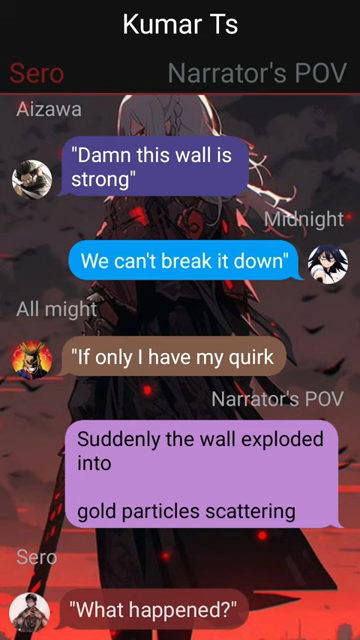 Kumar Ts
Sero Narrator's POV
Aizawa
"Damn this wall is
strong"
Midnight
We can't break it down"
All might
"If only I have my quirk
Narrator's POV
Suddenly the wall exploded
into
gold particles scattering
Sero
"What happened?"